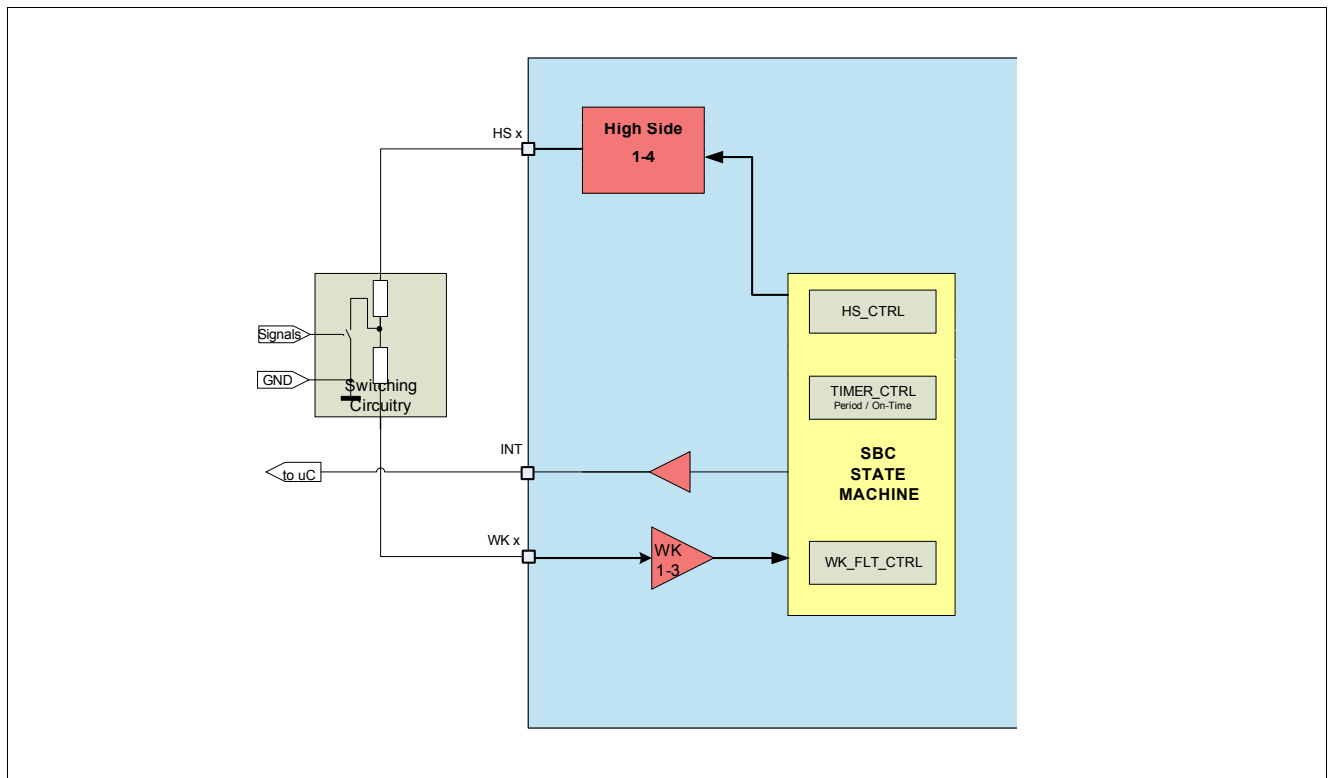 HS x
High Side
1-4
HS_CTRL
Signals
GND
Switching
Circuitry
TIMER_CTRL
Period / On-Time
SBC
STATE
MACHINE
INT
to uC
WK x
WK
1-3
WK_FLT_CTRL